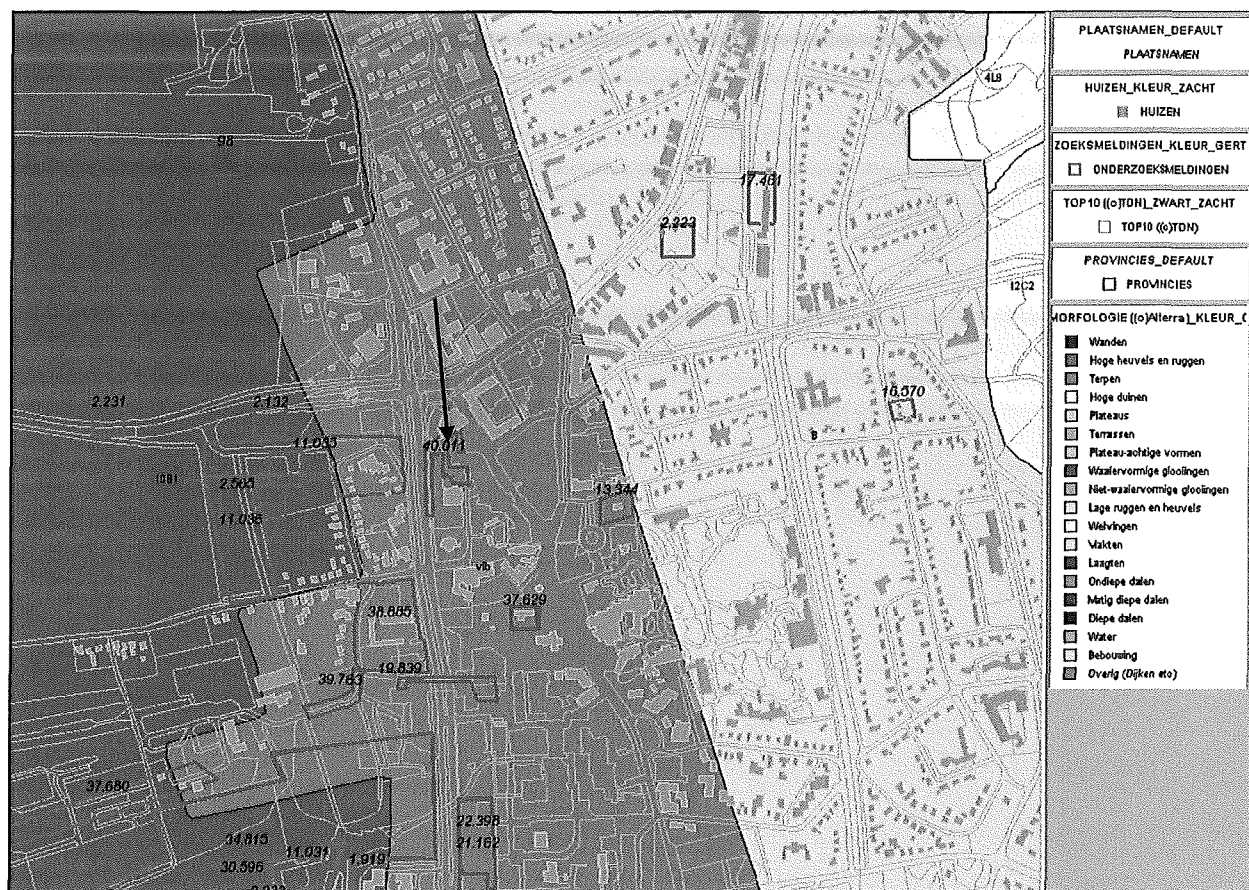 4L8
98
17.461
2.223
12C2
2.231
2.132
16.570
B
11.055
40.011
10B1
2.565
13.344
11.036
vlb
38.885
37.629
19.839
39.763
37.680
22.398
21.162
34.815
11.031
30.596
1.919
PLAATSNAMEN_DEFAULT
PLAATSNAMEN
HUIZEN_KLEUR_ZACHT
HUIZEN
ZOEKSMELDINGEN_KLEUR_GERT
ONDERZOEKSMELDINGEN
TOP10 ((c)TDN)_ZWART_ZACHT
TOP10 ((c)TDN)
PROVINCIES_DEFAULT
PROVINCIES
MORFOLOGIE ((c)Alterra)_KLEUR_(
Wanden
Hoge heuvels en ruggen
Terpen
Hoge duinen
Plateaus
Terrassen
Plateau-achtige vormen
Waaiervormige glooiingen
Niet-waaiervormige glooiingen
Lage ruggen en heuvels
Welvingen
Vlakten
Laagten
Ondiepe dalen
Matig diepe dalen
Diepe dalen
Water
Bebouwing
Overig (Dijken etc)